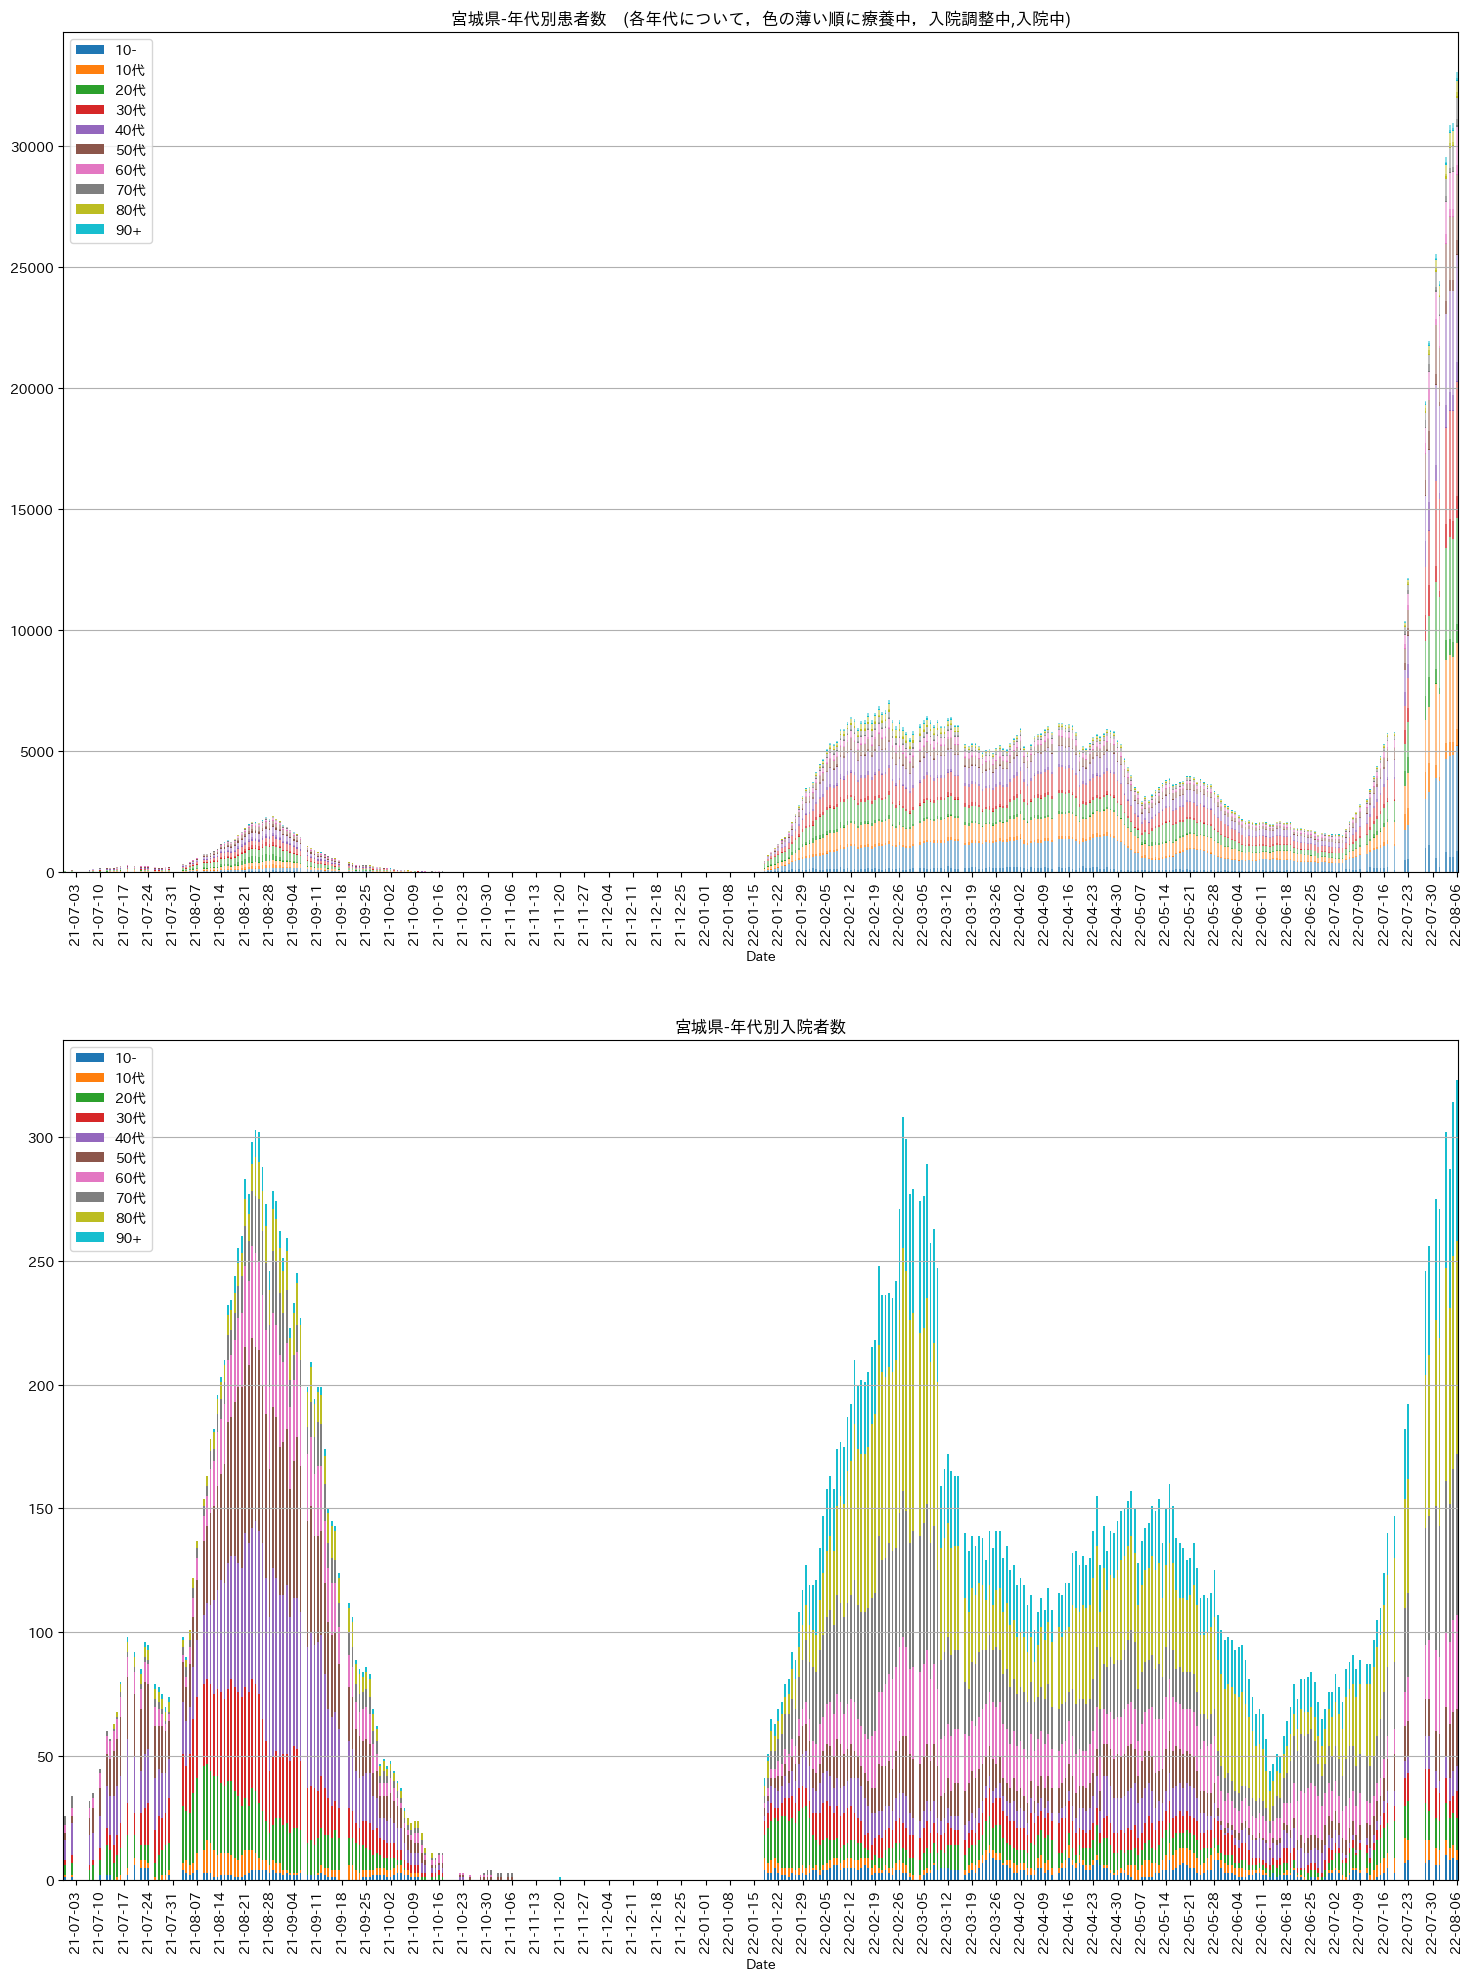 宮城県-年代別患者数　(各年代について，色の薄い順に療養中，入院調整中,入院中)
10-
10代
20代
30代
40代
50代
60代
70代
80代
90+
30000
25000
20000
15000
10000
5000
0
21-07-03 21-07-10 21-07-17 21-07-24 21-07-31 21-08-07 21-08-14 21-08-21 21-08-28 21-09-04 21-09-11 21-09-18 21-09-25 21-10-02 21-10-09 21-10-16 21-10-23 21-10-30 21-11-06 21-11-13 21-11-20 21-11-27 21-12-04 21-12-11 21-12-18 21-12-25 22-01-01 22-01-08 22-01-15 22-01-22 22-01-29 22-02-05 22-02-12 22-02-19 22-02-26 22-03-05 22-03-12 22-03-19 22-03-26 22-04-02 22-04-09 22-04-16 22-04-23 22-04-30 22-05-07 22-05-14 22-05-21 22-05-28 22-06-04 22-06-11 22-06-18 22-06-25 22-07-02 22-07-09 22-07-16 22-07-23 22-07-30 22-08-06
Date
宮城県-年代別入院者数
10-
10代
20代
30代
40代
50代
60代
70代
80代
90+
300
250
200
150
100
50
0
21-07-03 21-07-10 21-07-17 21-07-24 21-07-31 21-08-07 21-08-14 21-08-21 21-08-28 21-09-04 21-09-11 21-09-18 21-09-25 21-10-02 21-10-09 21-10-16 21-10-23 21-10-30 21-11-06 21-11-13 21-11-20 21-11-27 21-12-04 21-12-11 21-12-18 21-12-25 22-01-01 22-01-08 22-01-15 22-01-22 22-01-29 22-02-05 22-02-12 22-02-19 22-02-26 22-03-05 22-03-12 22-03-19 22-03-26 22-04-02 22-04-09 22-04-16 22-04-23 22-04-30 22-05-07 22-05-14 22-05-21 22-05-28 22-06-04 22-06-11 22-06-18 22-06-25 22-07-02 22-07-09 22-07-16 22-07-23 22-07-30 22-08-06
Date